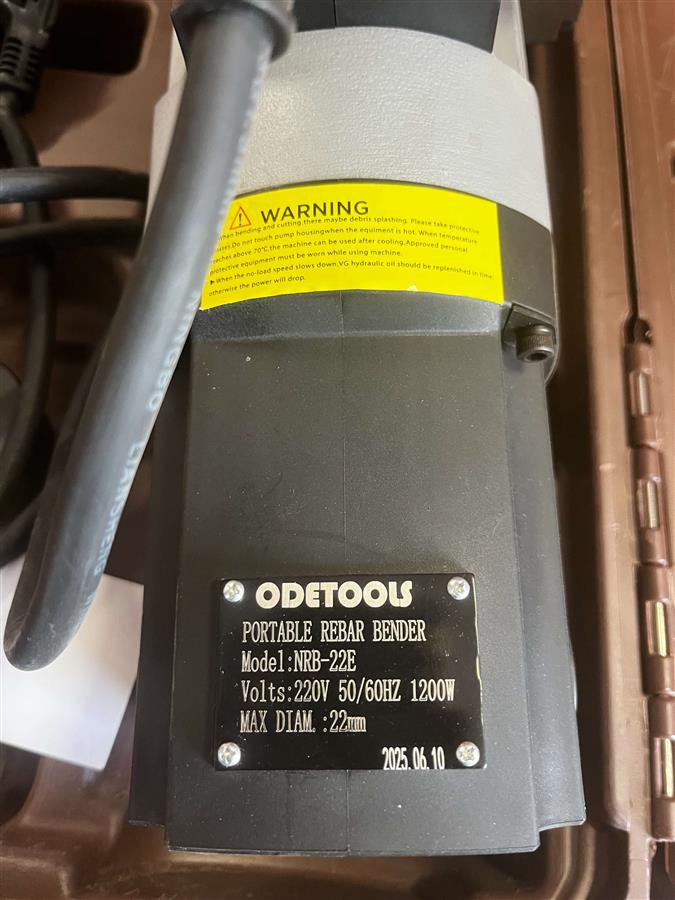 WARNING
when bending and cutting.there maybe debris splashing. Please take protective
Do not touch pump housingwhen the equiment is hot. When temperature
reaches above 70°C,the machine can be used after cooling.Approved personal
protective equipment must be worn while using machine.
▶When the no-load speed slows down,VG hydraulic oil should be replenished in time,
otherwise the power will drop.
NINGBO LIANSHENG
ODETOOLS
PORTABLE REBAR BENDER
Model:NRB-22E
Volts:220V 50/60HZ 1200W
MAX DIAM.:22mm
2025.06.10